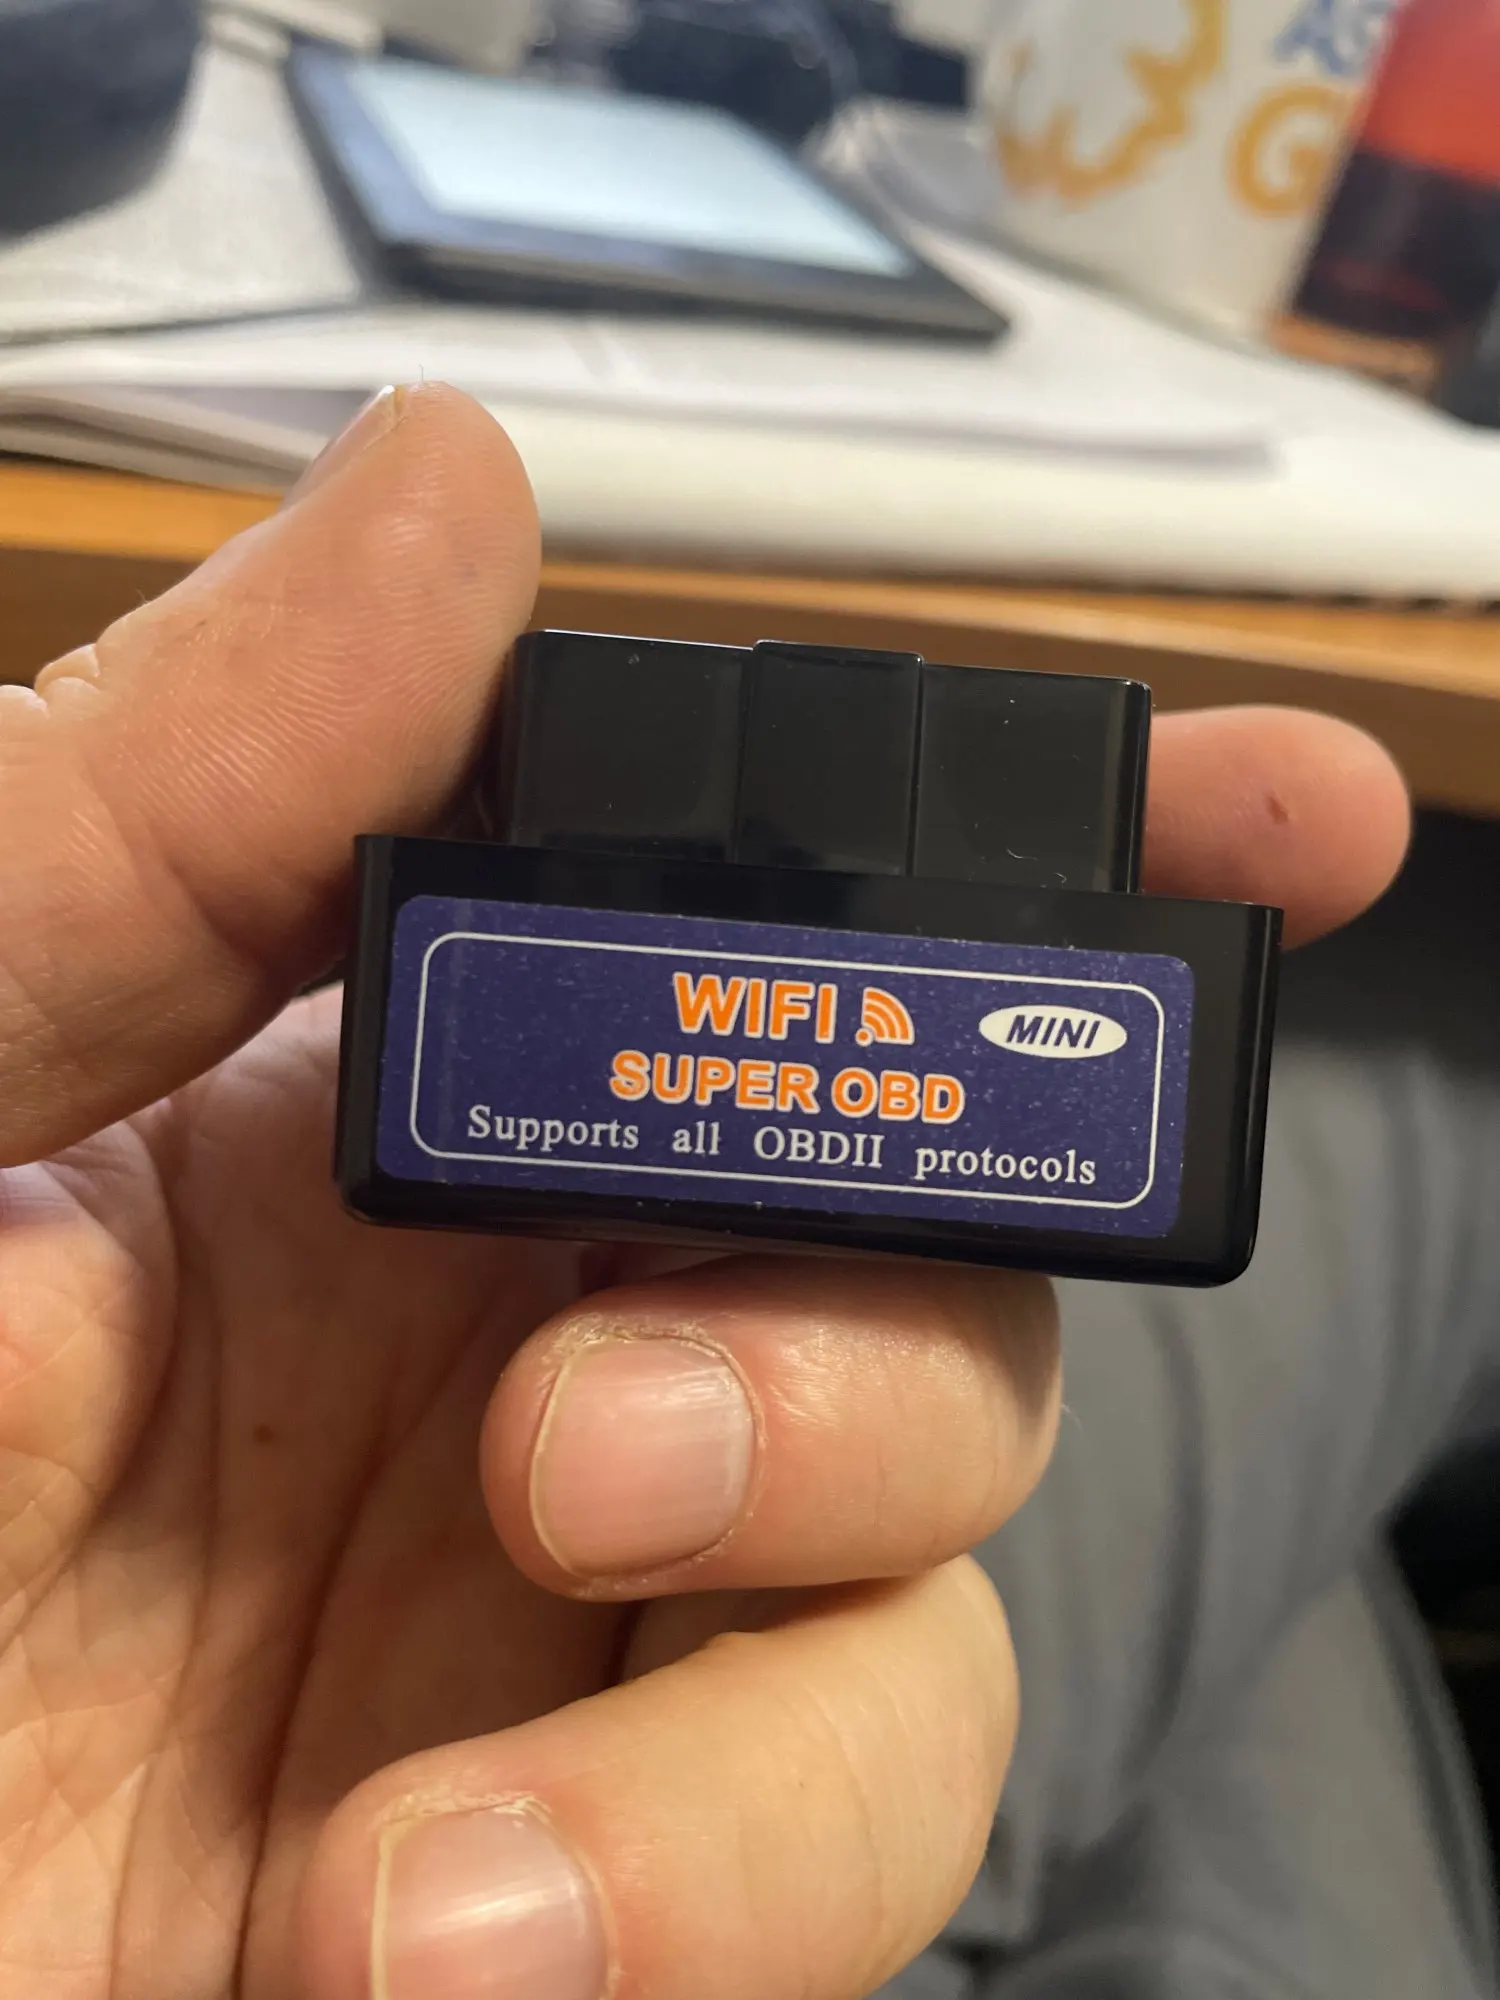 WIFI
MINI
SUPER OBD
Supports all OBDII protocols